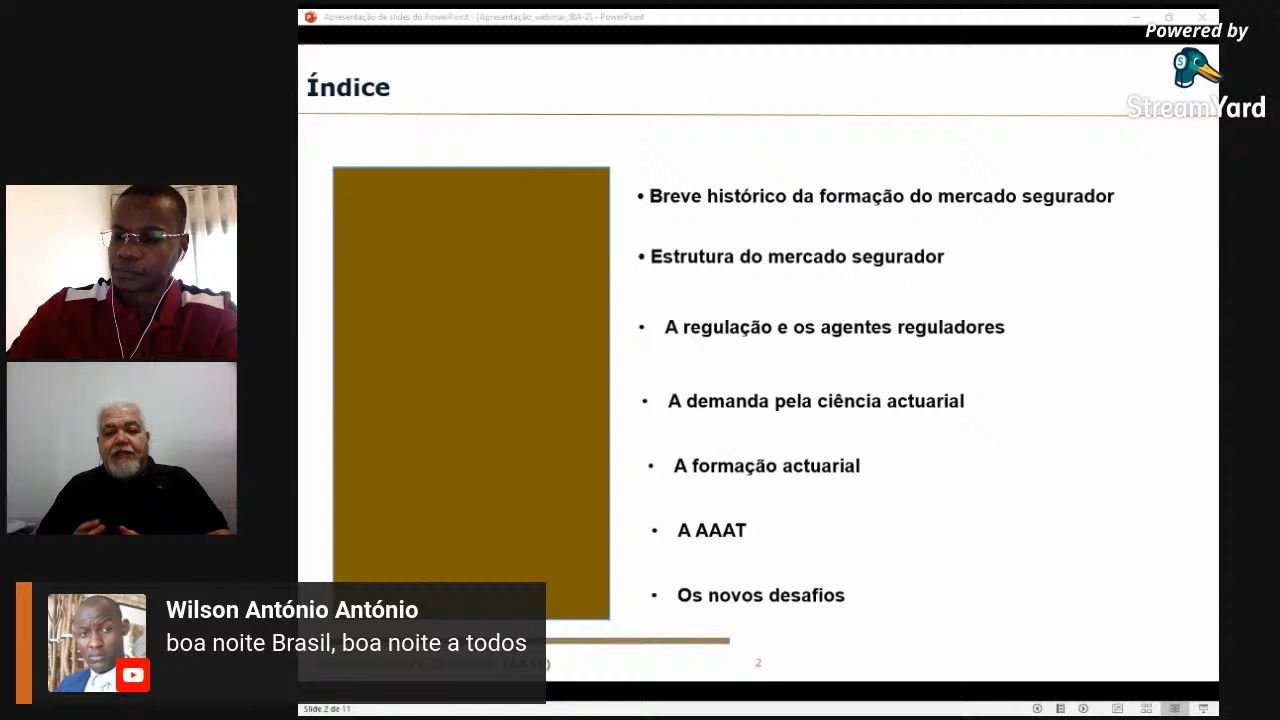 Apresentação de slides do PowerPoint - [Apresentação_webinar_IBA-2] - PowerPoint
Powered by
StreamYard
Índice
• Breve histórico da formação do mercado segurador
• Estrutura do mercado segurador
• A regulação e os agentes reguladores
• A demanda pela ciência actuarial
• A formação actuarial
• A AAAT
• Os novos desafios
Wilson António António
boa noite Brasil, boa noite a todos
2
Slide 2 de 11